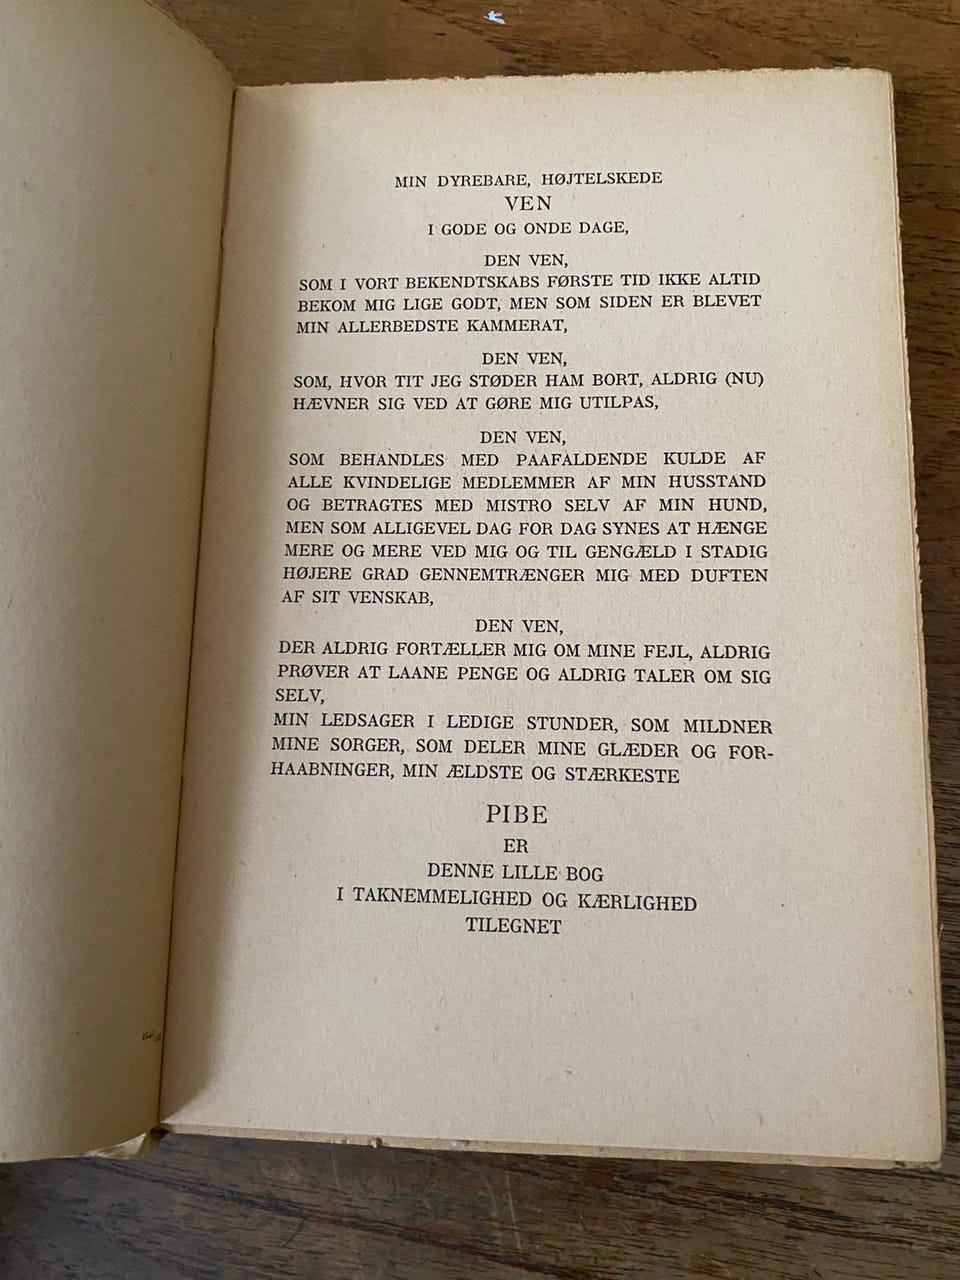 MIN DYREBARE, HØJTELSKEDE
VEN
I GODE OG ONDE DAGE,
DEN VEN,
SOM I VORT BEKENDTSKABS FØRSTE TID IKKE ALTID
BEKOM MIG LIGE GODT, MEN SOM SIDEN ER BLEVET
MIN ALLERBEDSTE KAMMERAT,
DEN VEN,
SOM, HVOR TIT JEG STØDER HAM BORT, ALDRIG (NU)
HÆVNER SIG VED AT GØRE MIG UTILPAS,
DEN VEN,
SOM BEHANDLES MED PAAFALDENDE KULDE AF
ALLE KVINDELIGE MEDLEMMER AF MIN HUSSTAND
OG BETRAGTES MED MISTRO SELV AF MIN HUND,
MEN SOM ALLIGEVEL DAG FOR DAG SYNES AT HÆNGE
MERE OG MERE VED MIG OG TIL GENGÆLD I STADIG
HØJERE GRAD GENNEMTRÆNGER MIG MED DUFTEN
AF SIT VENSKAB,
DEN VEN,
DER ALDRIG FORTÆLLER MIG OM MINE FEJL, ALDRIG
PRØVER AT LAANE PENGE OG ALDRIG TALER OM SIG
SELV,
MIN LEDSAGER I LEDIGE STUNDER, SOM MILDNER
MINE SORGER, SOM DELER MINE GLÆDER OG FOR-
HAABNINGER, MIN ÆLDSTE OG STÆRKESTE
PIBE
ER
DENNE LILLE BOG
I TAKNEMMELIGHED OG KÆRLIGHED
TILEGNET